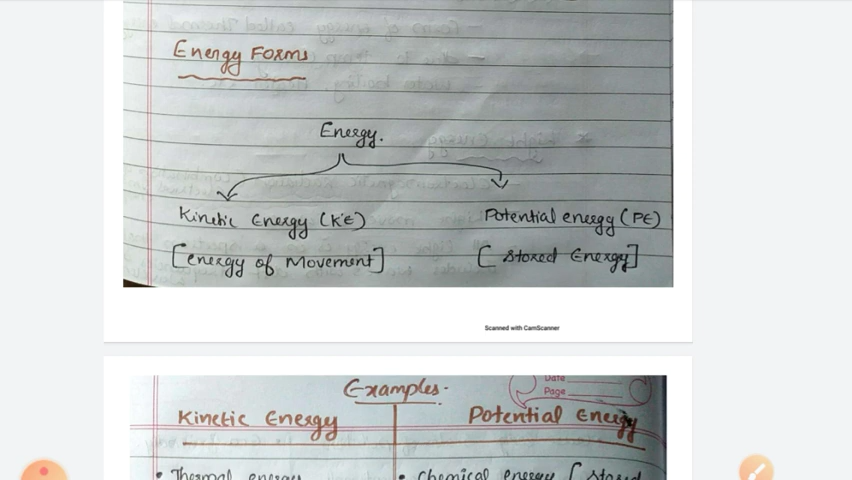 Energy Forms
Energy.
Kinetic Energy (KE)
Potential energy (PE)
[energy of Movement]
[Stored Energy]
Scanned with CamScanner
Examples.
Date
Page
Kinetic Energy
Potential Energy
• Thermal energy
• Chemical energy [stored